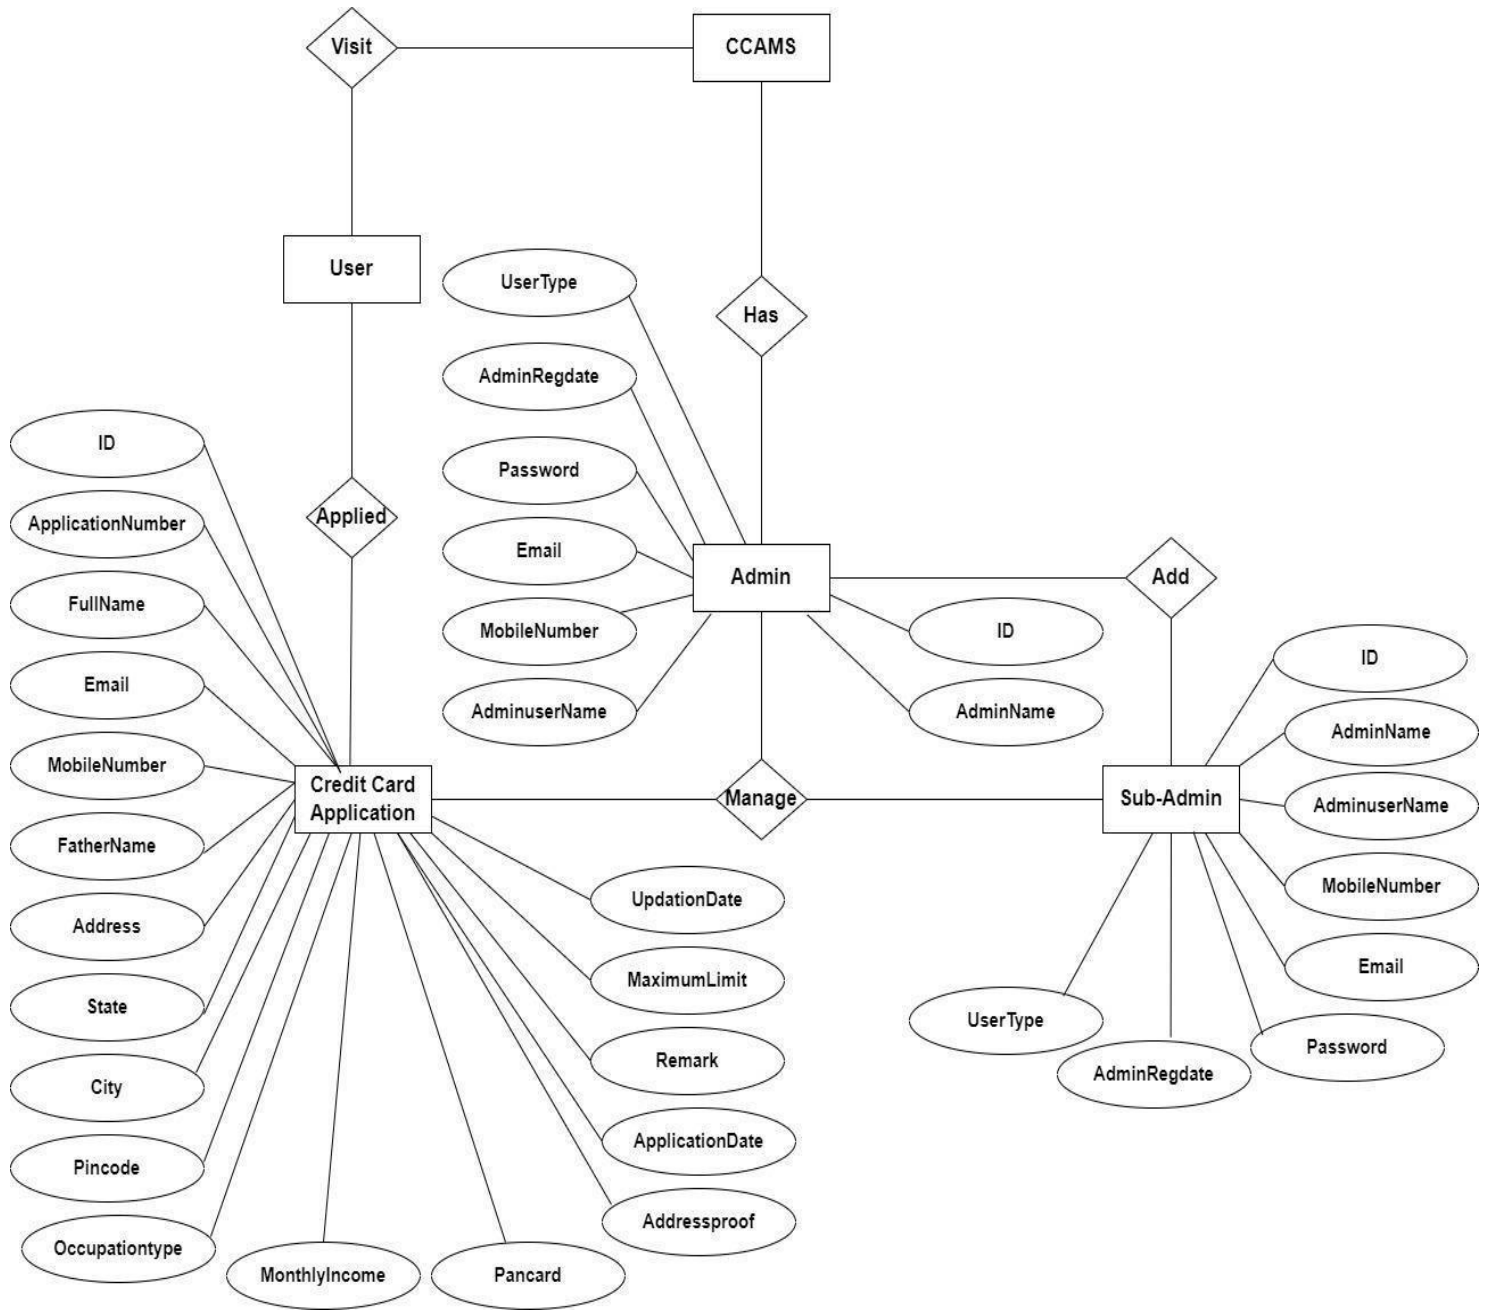 Visit
CCAMS
User
UserType
Has
AdminRegdate
ID
Password
ApplicationNumber
Applied
Email
Admin
Add
FullName
MobileNumber
ID
ID
Email
AdminuserName
AdminName
AdminName
MobileNumber
Credit Card
Application
Manage
Sub-Admin
AdminuserName
FatherName
UpdationDate
MobileNumber
Address
MaximumLimit
Email
State
UserType
Remark
Password
AdminRegdate
City
ApplicationDate
Pincode
Addressproof
Occupationtype
MonthlyIncome
Pancard